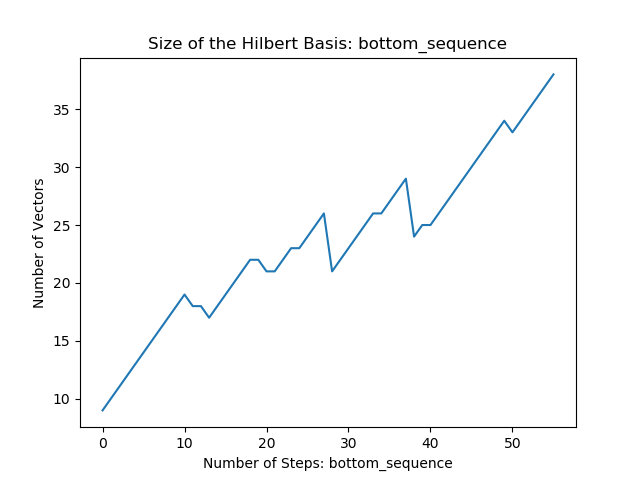 Size of the Hilbert Basis: bottom_sequence
35
30
25
20
15
10
Number of Vectors
0 10 20 30 40 50
Number of Steps: bottom_sequence